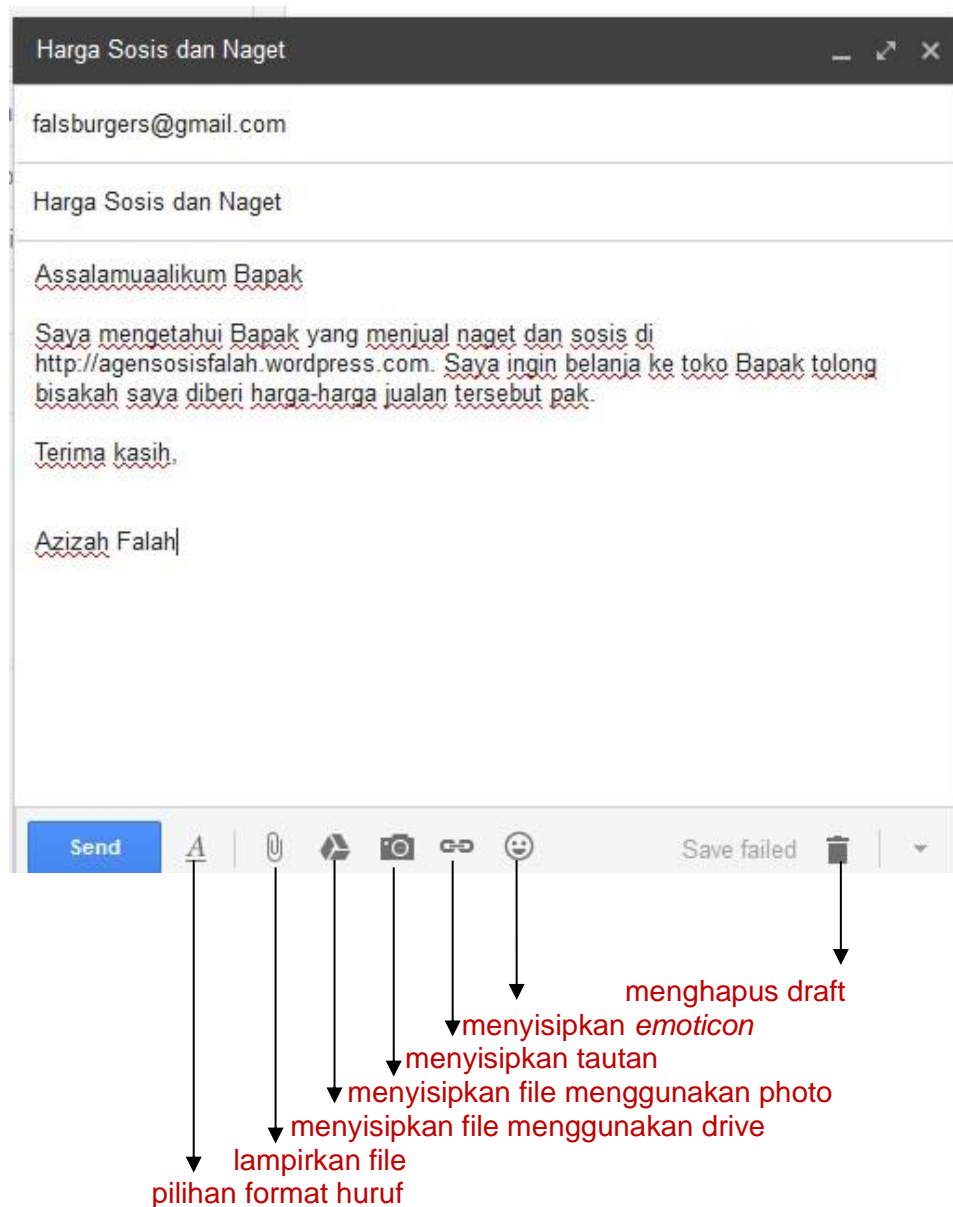 Harga Sosis dan Naget
falsburgers@gmail.com
Harga Sosis dan Naget
Assalamuaalikum Bapak
Saya mengetahui Bapak yang menjual naget dan sosis di
http://agensosisfalah.wordpress.com. Saya ingin belanja ke toko Bapak tolong
bisakah saya diberi harga-harga jualan tersebut pak.
Terima kasih,
Azizah Falah
Send A Save failed
menghapus draft
menyisipkan emoticon
menyisipkan tautan
menyisipkan file menggunakan photo
menyisipkan file menggunakan drive
lampirkan file
pilihan format huruf